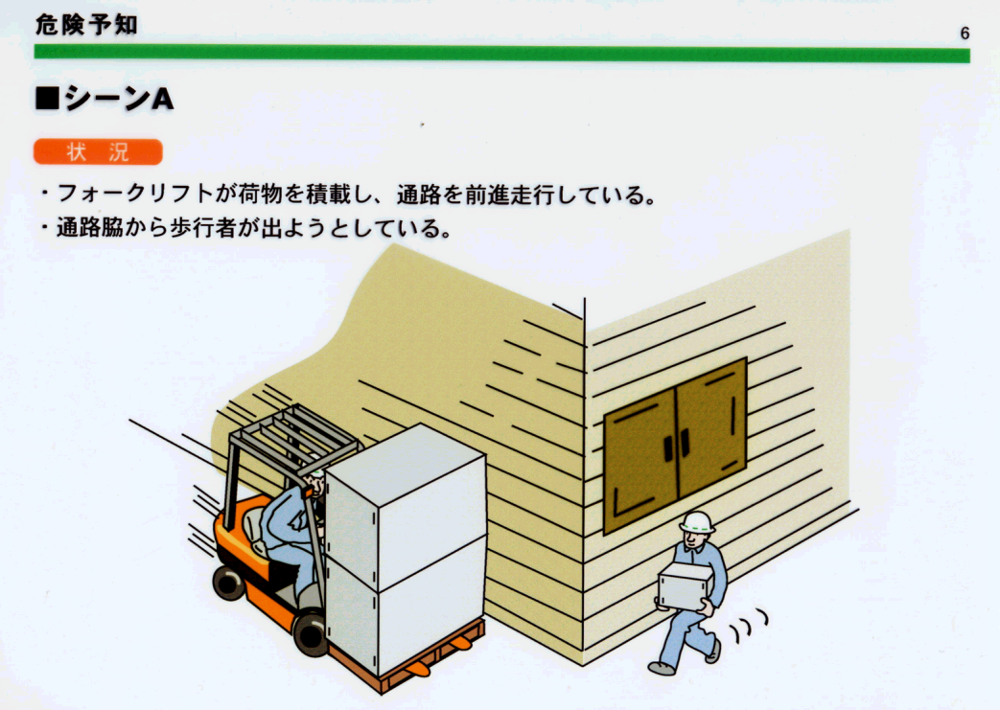 危険予知
6
■シーンA
状 況
・フォークリフトが荷物を積載し、通路を前進走行している。
・通路脇から歩行者が出ようとしている。